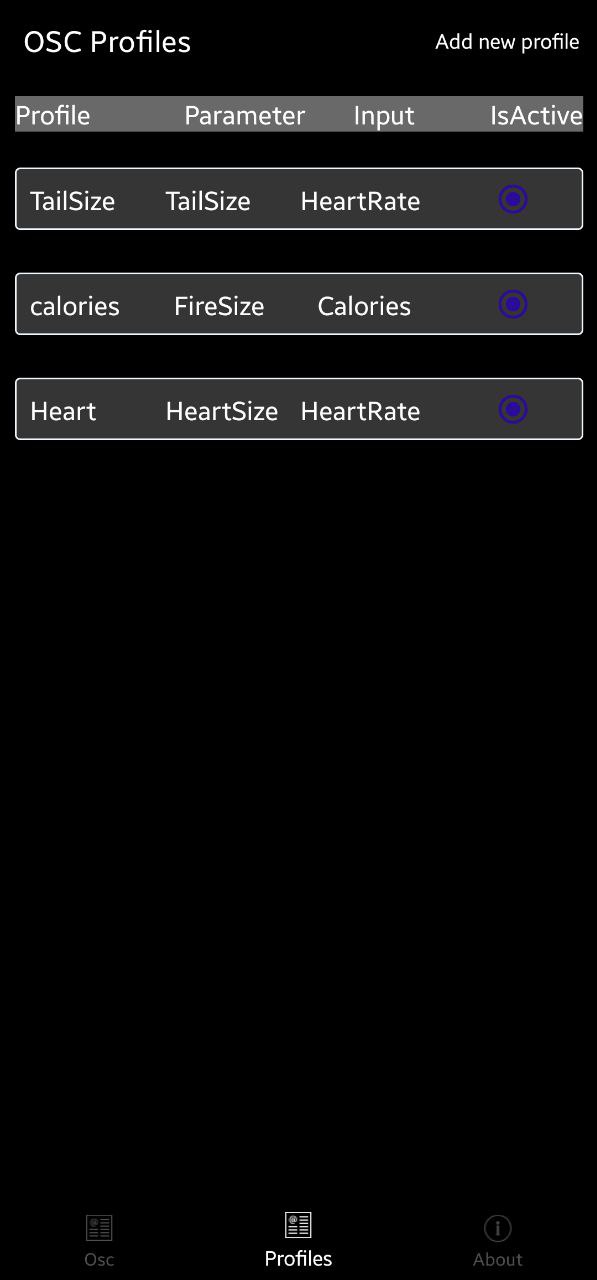 OSC Profiles Add new profile
Profile Parameter Input IsActive
TailSize TailSize HeartRate
calories FireSize Calories
Heart HeartSize HeartRate
Osc Profiles About